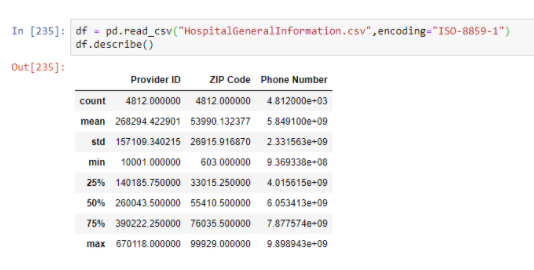 In [235]: df = pd.read_csv("HospitalGeneralInformation.csv",encoding="ISO-8859-1")
df.describe()
Out[235]:
Provider ID ZIP Code Phone Number
count 4812.000000 4812.000000 4.812000e+03
mean 268294.422901 53990.132377 5.849100e+09
std 157109.340215 26915.916870 2.331563e+09
min 10001.000000 603.000000 9.369338e+08
25% 140185.750000 33015.250000 4.015615e+09
50% 260043.500000 55410.500000 6.053413e+09
75% 390222.250000 76035.500000 7.877574e+09
max 670118.000000 99929.000000 9.898943e+09